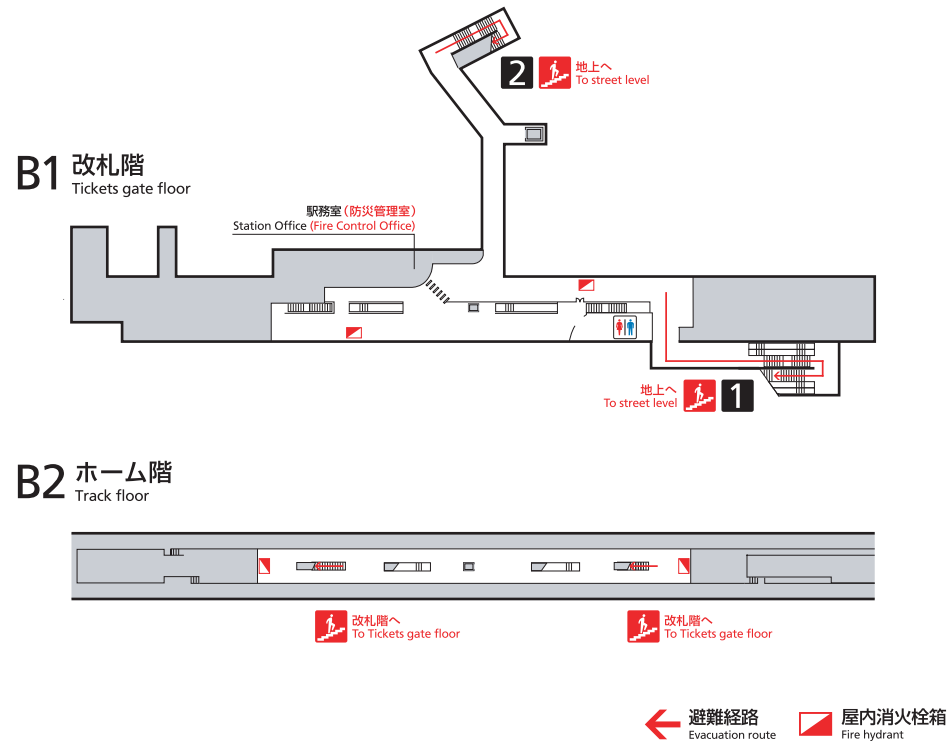 2
地上へ
To street level
B1 改札階
Tickets gate floor
駅務室（防災管理室）
Station Office (Fire Control Office)
地上へ
To street level
1
B2 ホーム階
Track floor
改札階へ
To Tickets gate floor
改札階へ
To Tickets gate floor
避難経路
Evacuation route
屋内消火栓箱
Fire hydrant